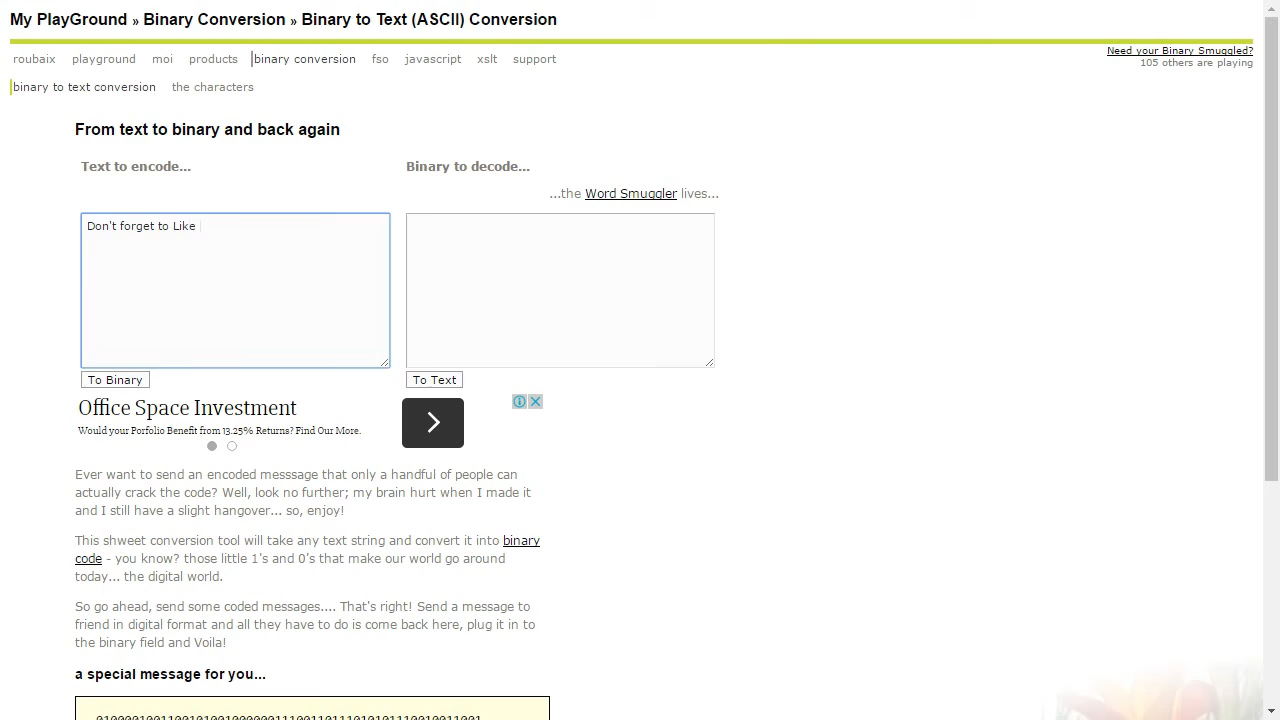 My PlayGround » Binary Conversion » Binary to Text (ASCII) Conversion
roubaix playground moi products binary conversion fso javascript xslt support
Need your Binary Smuggled?
105 others are playing
binary to text conversion the characters
From text to binary and back again
Text to encode... Binary to decode...
...the Word Smuggler lives...
Don't forget to Like
To Binary To Text
Office Space Investment
Would your Porfolio Benefit from 13.25% Returns? Find Our More.
Ever want to send an encoded messsage that only a handful of people can
actually crack the code? Well, look no further; my brain hurt when I made it
and I still have a slight hangover... so, enjoy!
This shweet conversion tool will take any text string and convert it into binary
code - you know? those little 1's and 0's that make our world go around
today... the digital world.
So go ahead, send some coded messages.... That's right! Send a message to
friend in digital format and all they have to do is come back here, plug it in to
the binary field and Voila!
a special message for you...